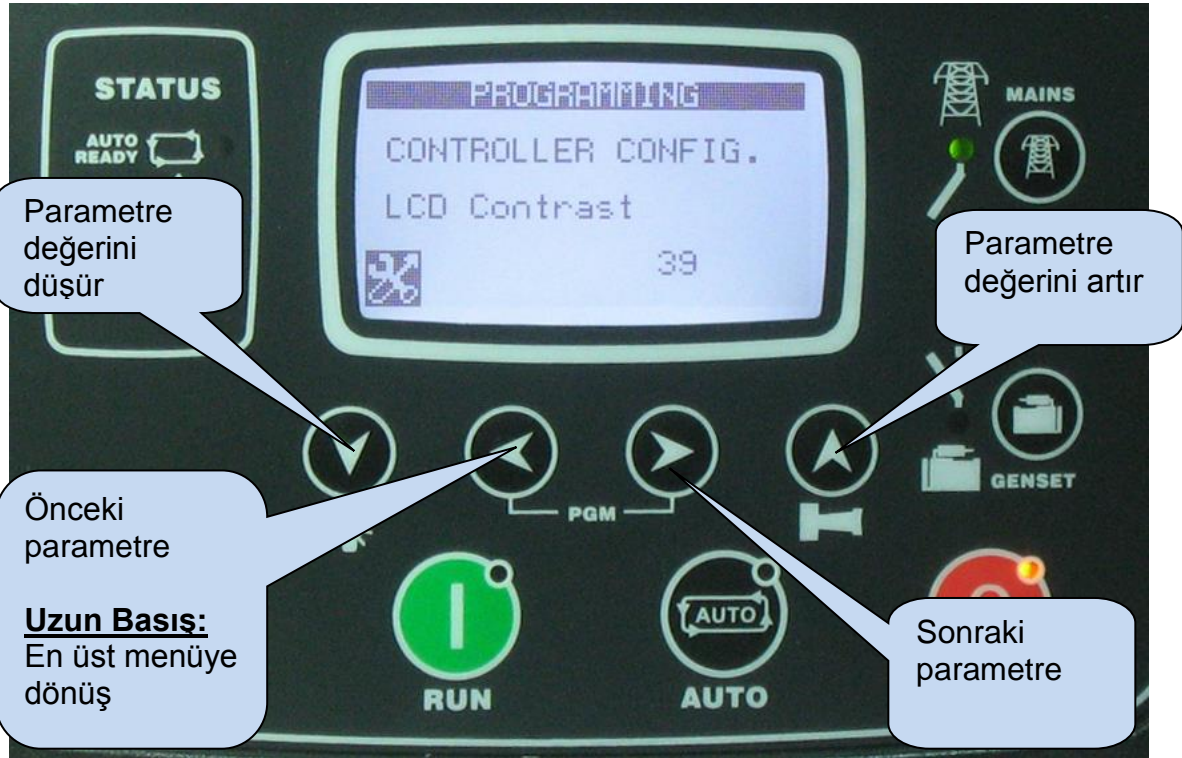 STATUS
AUTO
READY
PROGRAMMING
CONTROLLER CONFIG.
LCD Contrast
39
MAINS
Parametre
değerini
düşür
Parametre
değerini artır
Önceki
parametre
Uzun Basış:
En üst menüye
dönüş
PGM
GENSET
RUN
AUTO
AUTO
Sonraki
parametre